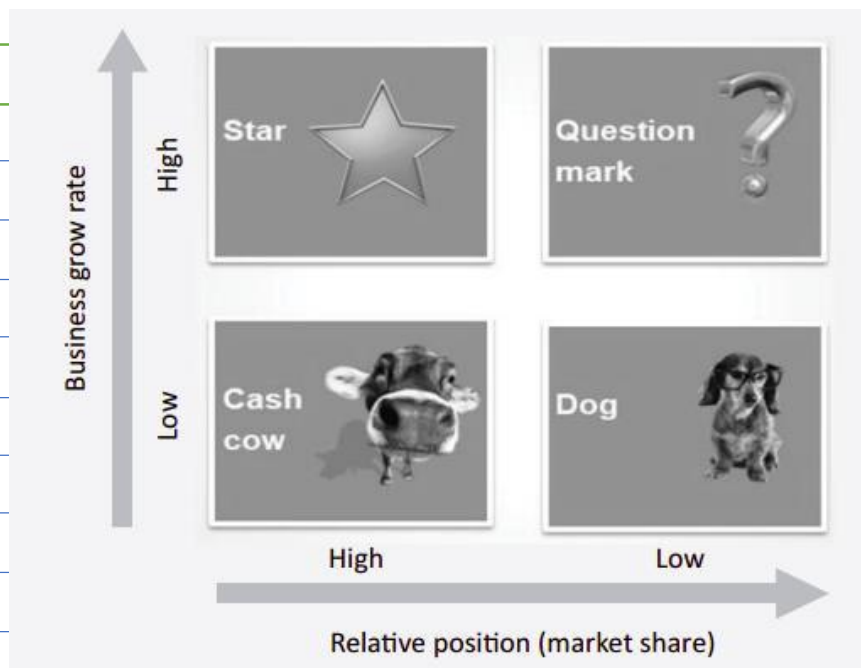 Business grow rate
High
Low
Star
Question
mark
Cash
cow
Dog
High
Low
Relative position (market share)